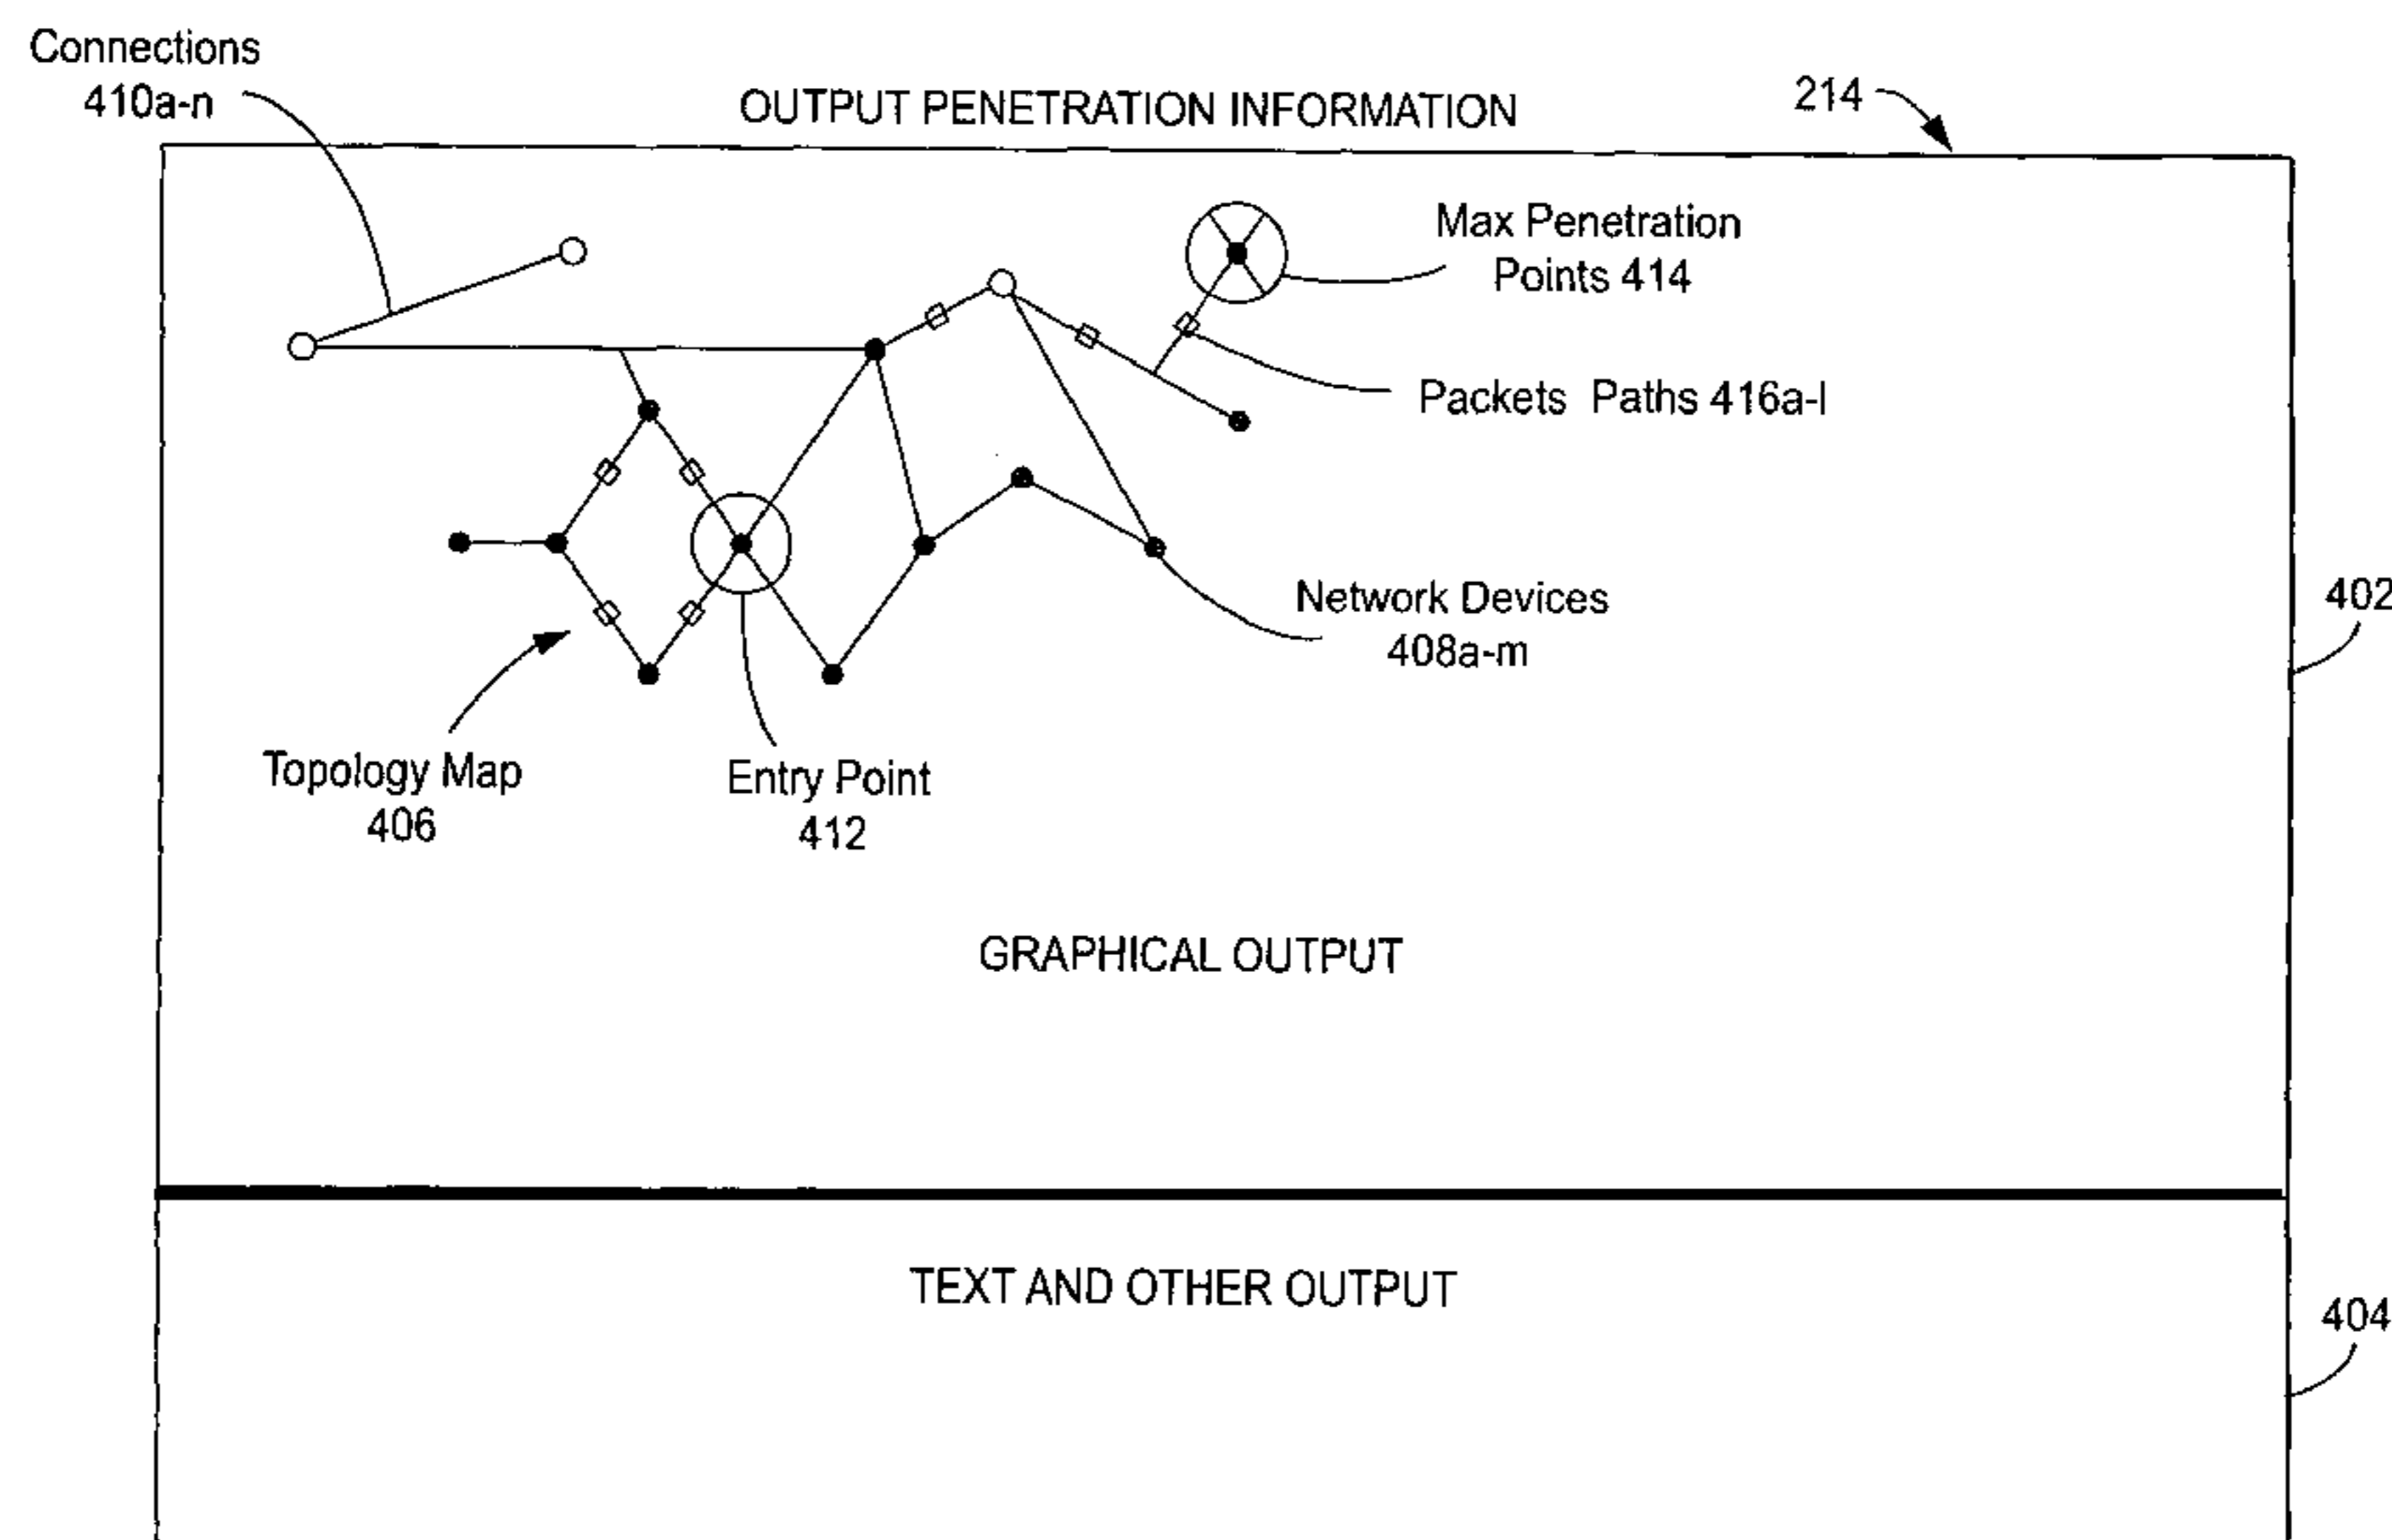 Connections
410a-n
OUTPUT PENETRATION INFORMATION
214
Max Penetration
Points 414
Packets Paths 416a-l
Network Devices
408a-m
402
Topology Map
406
Entry Point
412
GRAPHICAL OUTPUT
TEXT AND OTHER OUTPUT
404